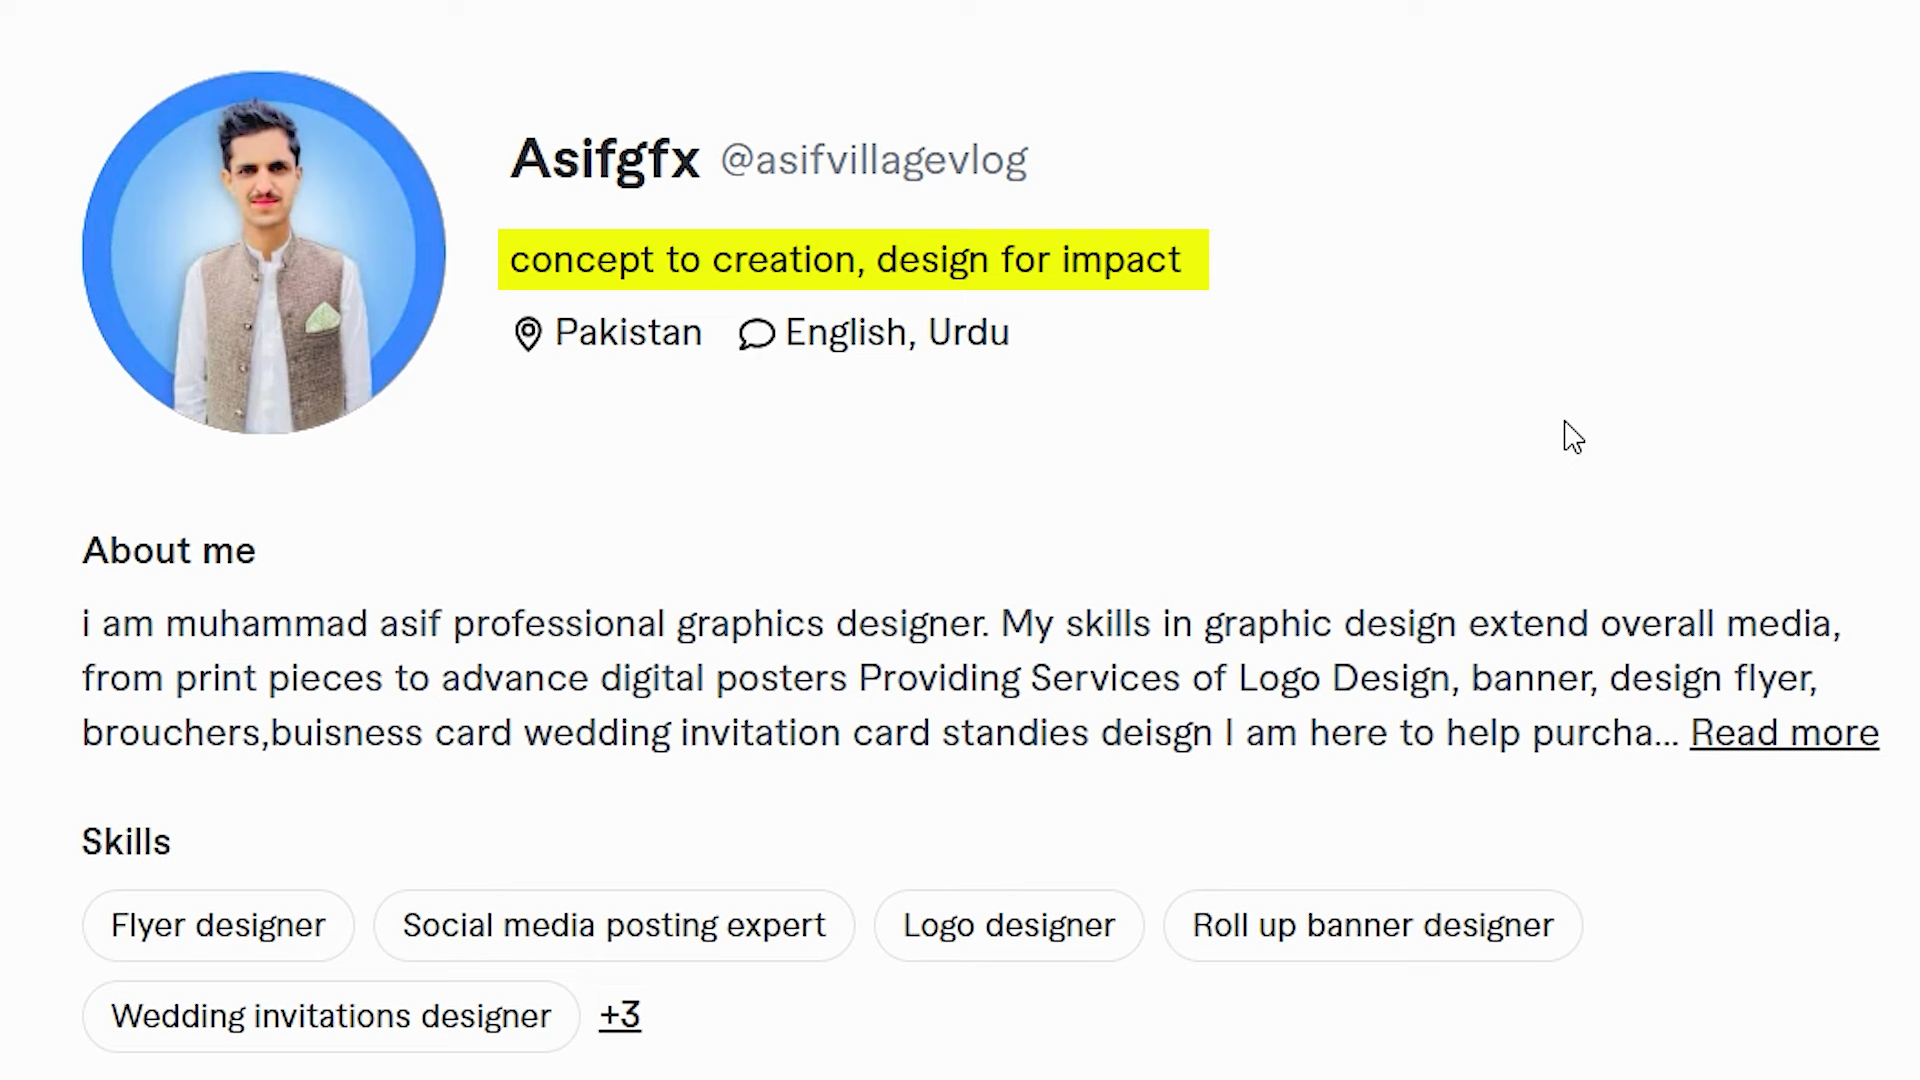 Asifgfx @asifvillagevlog
concept to creation, design for impact
Pakistan English, Urdu
About me
i am muhammad asif professional graphics designer. My skills in graphic design extend overall media,
from print pieces to advance digital posters Providing Services of Logo Design, banner, design flyer,
brouchers,buisness card wedding invitation card standies deisgn I am here to help purcha... Read more
Skills
Flyer designer Social media posting expert Logo designer Roll up banner designer
Wedding invitations designer +3